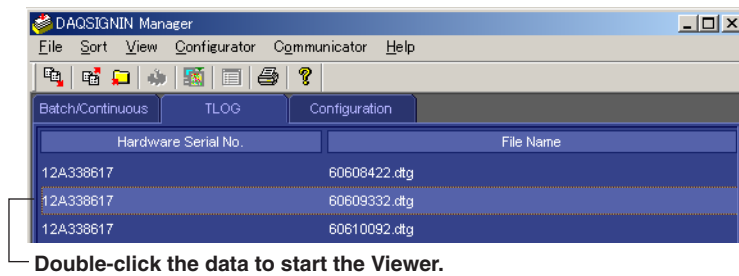 DAQSIGNIN Manager
File Sort View Configurator Communicator Help
Batch/Continuous TLOG Configuration
Hardware Serial No. File Name
12A338617 60608422.dtg
12A338617 60609332.dtg
12A338617 60610092.dtg
Double-click the data to start the Viewer.